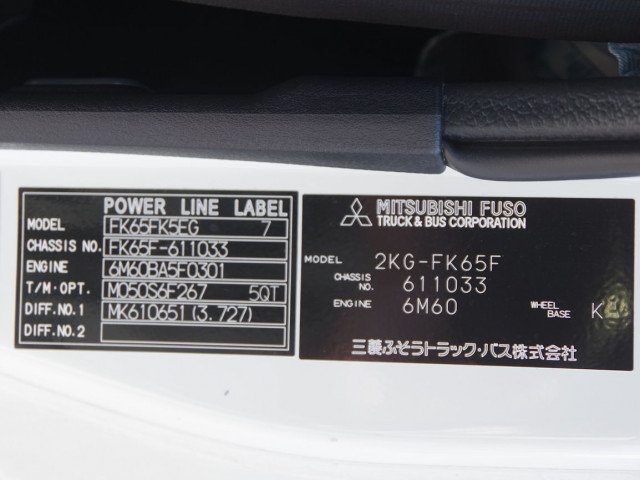 POWER LINE LABEL
MODEL FK65FK5FG 7
CHASSIS NO. FK65F-611033
ENGINE 6M60BA5F0301
T/M·OPT. M050S6F267 5QT
DIFF. NO.1 MK610651 (3.727)
DIFF. NO.2
MITSUBISHI FUSO
TRUCK & BUS CORPORATION
MODEL 2KG-FK65F
CHASSIS NO. 611033
ENGINE 6M60
WHEEL BASE K
三菱ふそうトラック・バス株式会社